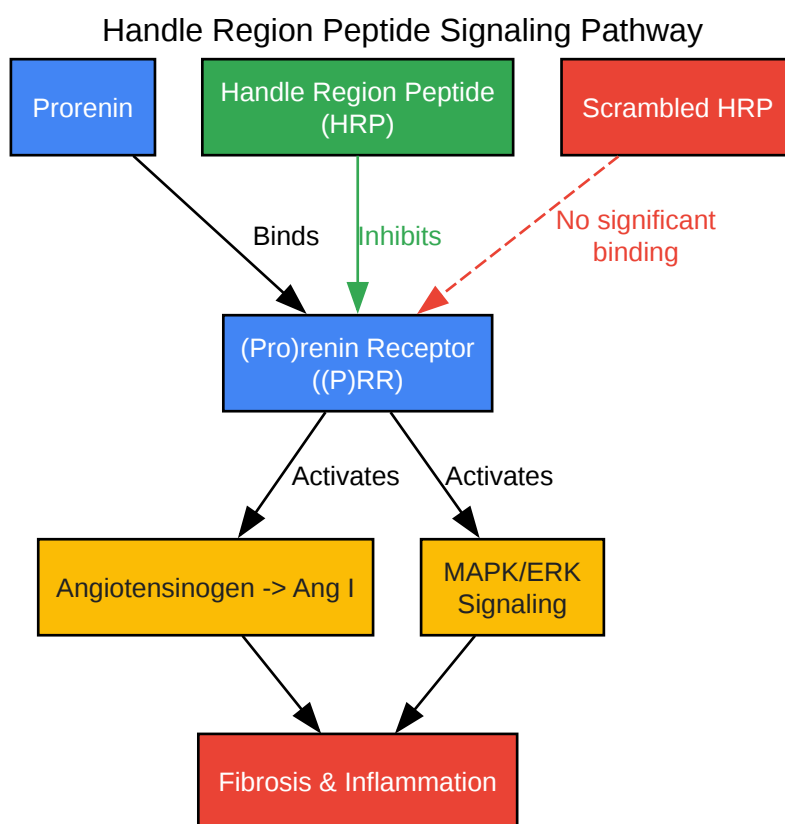 Handle Region Peptide Signaling Pathway
Prorenin
Handle Region Peptide
(HRP)
Scrambled HRP
Binds
Inhibits
No significant
binding
(Pro)renin Receptor
((P)RR)
Activates
Activates
Angiotensinogen -> Ang I
MAPK/ERK
Signaling
Fibrosis & Inflammation